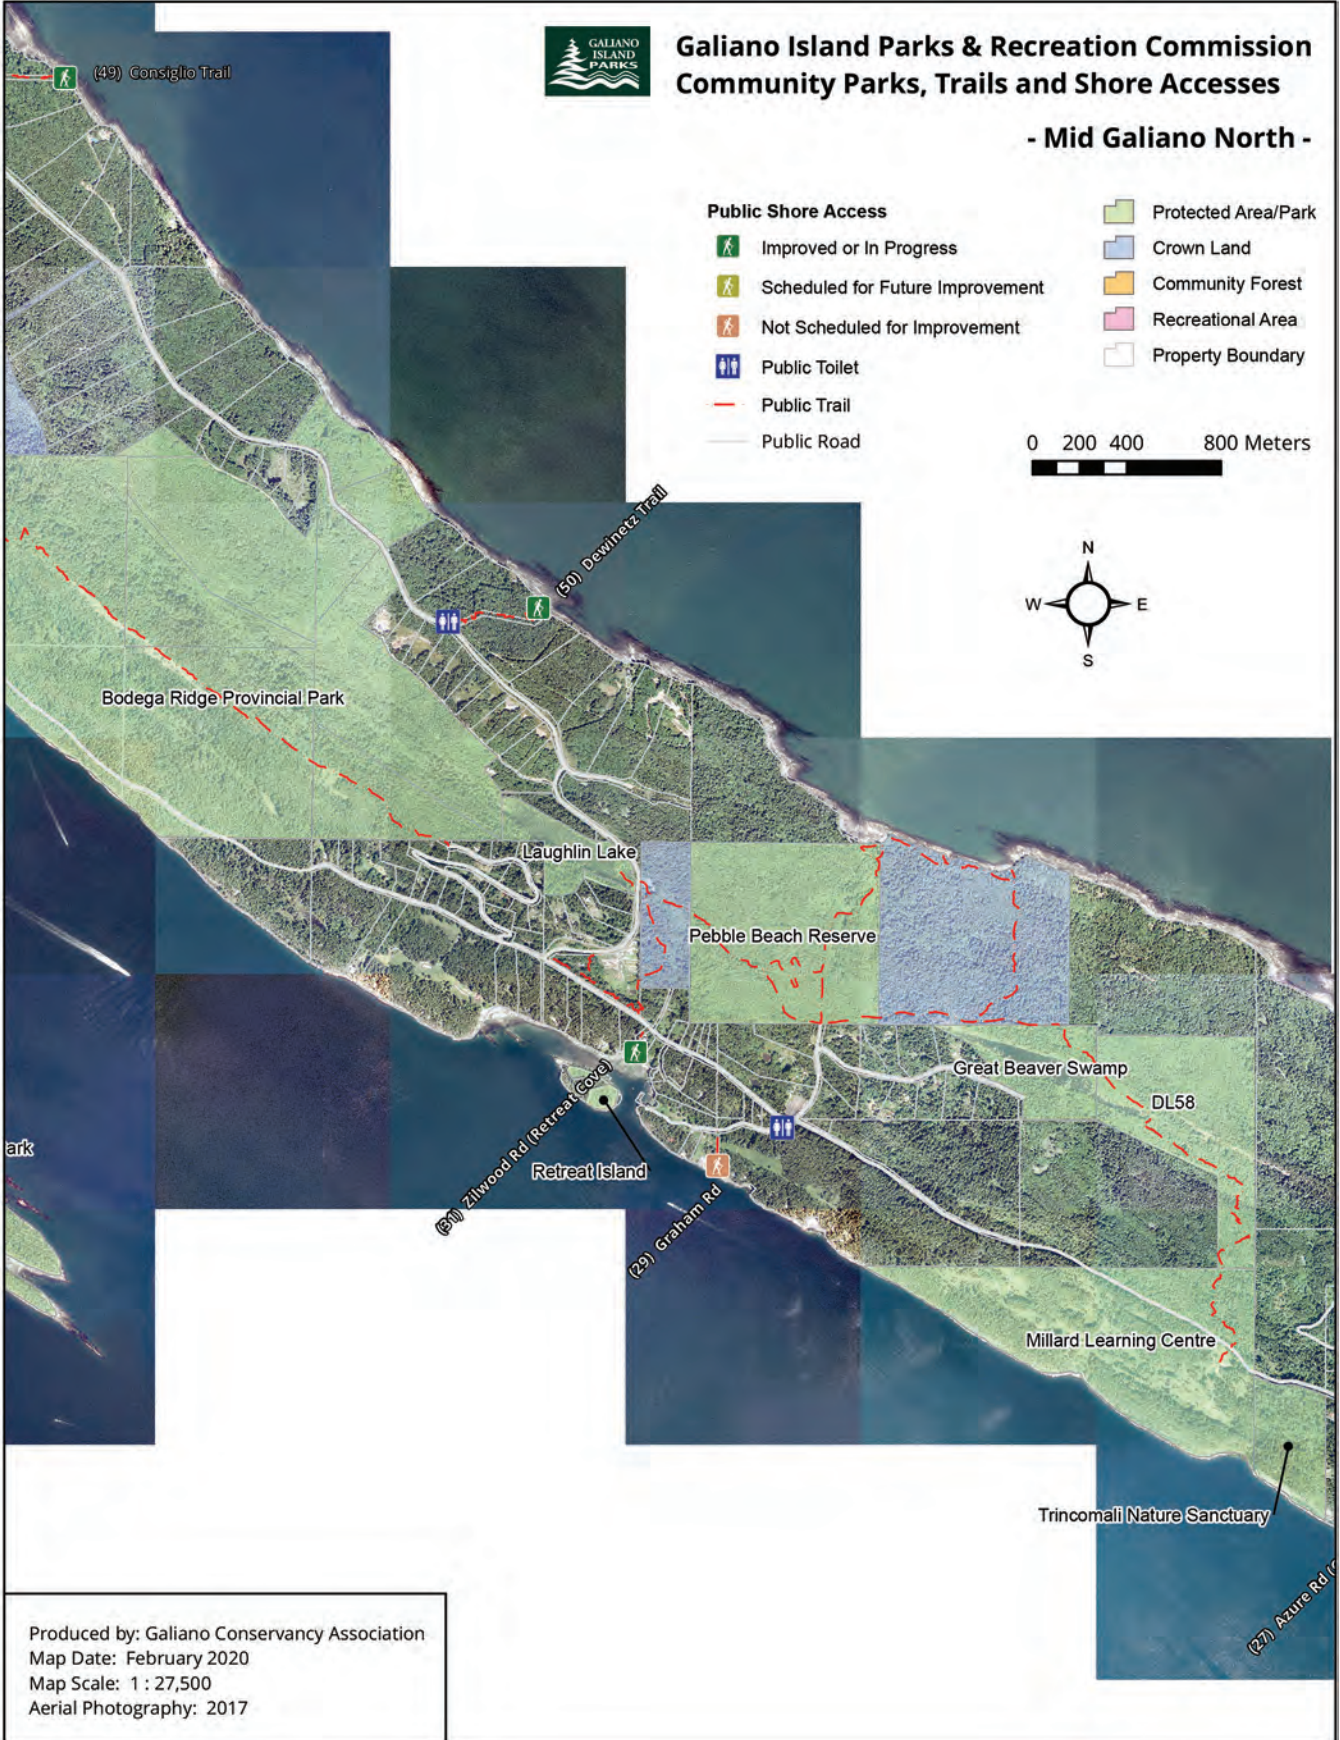 GALIANO
ISLAND
PARKS
Galiano Island Parks & Recreation Commission
Community Parks, Trails and Shore Accesses
- Mid Galiano North -
Public Shore Access
Improved or In Progress
Scheduled for Future Improvement
Not Scheduled for Improvement
Public Toilet
Public Trail
Public Road
Protected Area/Park
Crown Land
Community Forest
Recreational Area
Property Boundary
0 200 400 800 Meters
N
W E
S
(49) Consiglio Trail
(50) Dewinetz Trail
Bodega Ridge Provincial Park
Laughlin Lake
Pebble Beach Reserve
Great Beaver Swamp
DL58
ark
(31) Zilwood Rd (Retreat Cove)
Retreat Island
(29) Graham Rd
Millard Learning Centre
Trincomali Nature Sanctuary
(27) Azure Rd
Produced by: Galiano Conservancy Association
Map Date: February 2020
Map Scale: 1 : 27,500
Aerial Photography: 2017